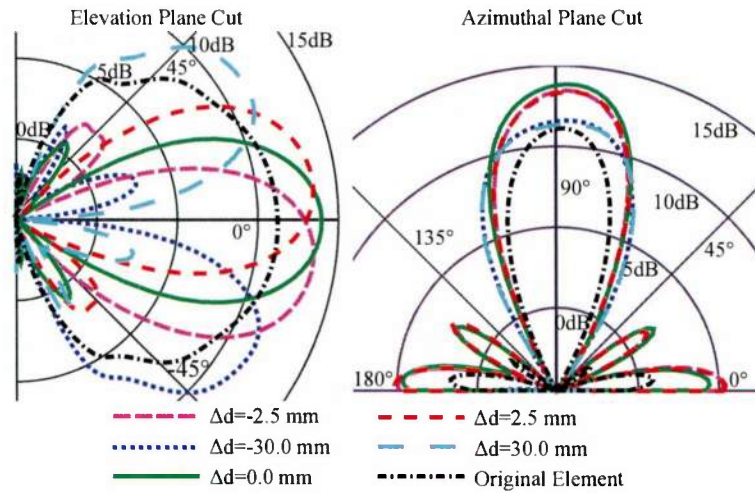 Elevation Plane Cut
Azimuthal Plane Cut
15dB
10dB
5dB
0dB
45°
0°
-45°
15dB
10dB
5dB
0dB
90°
135°
45°
180°
0°
Δd=-2.5 mm
Δd=2.5 mm
Δd=-30.0 mm
Δd=30.0 mm
Δd=0.0 mm
Original Element